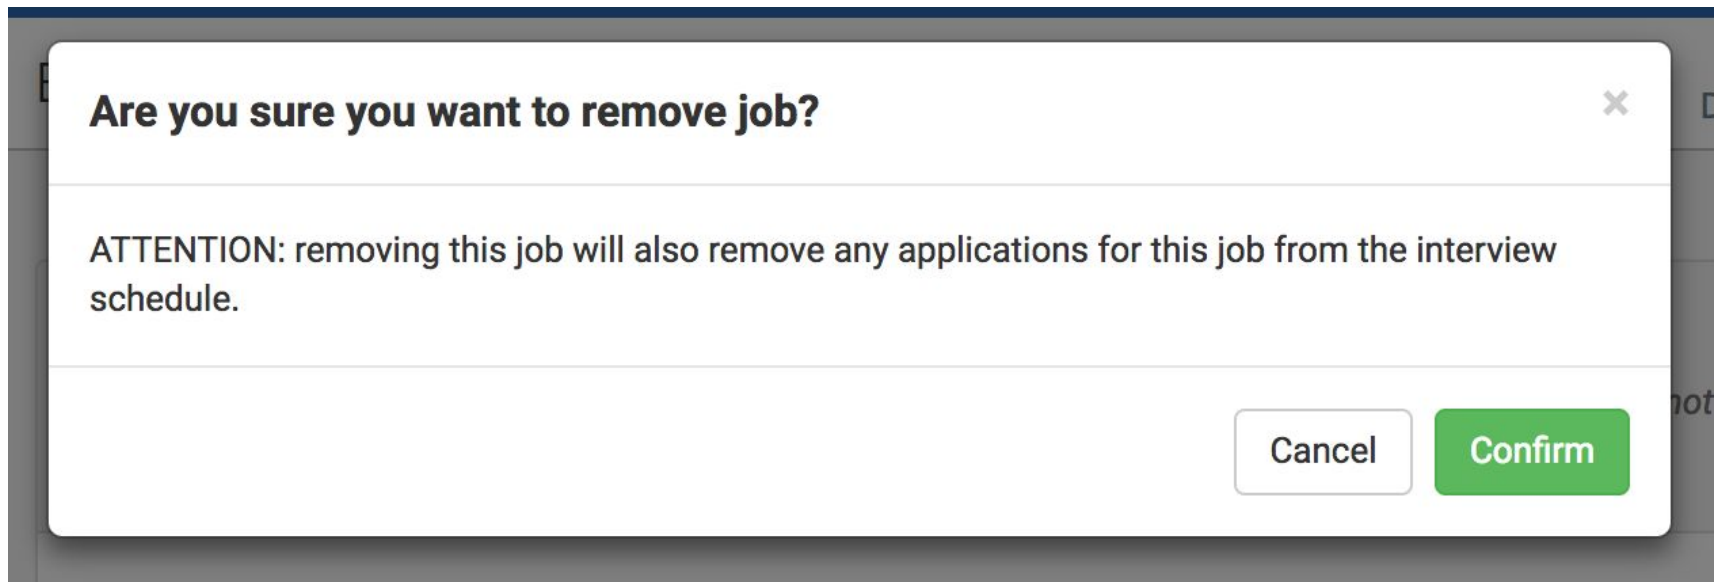 Are you sure you want to remove job?
×
ATTENTION: removing this job will also remove any applications for this job from the interview
schedule.
not
Cancel Confirm